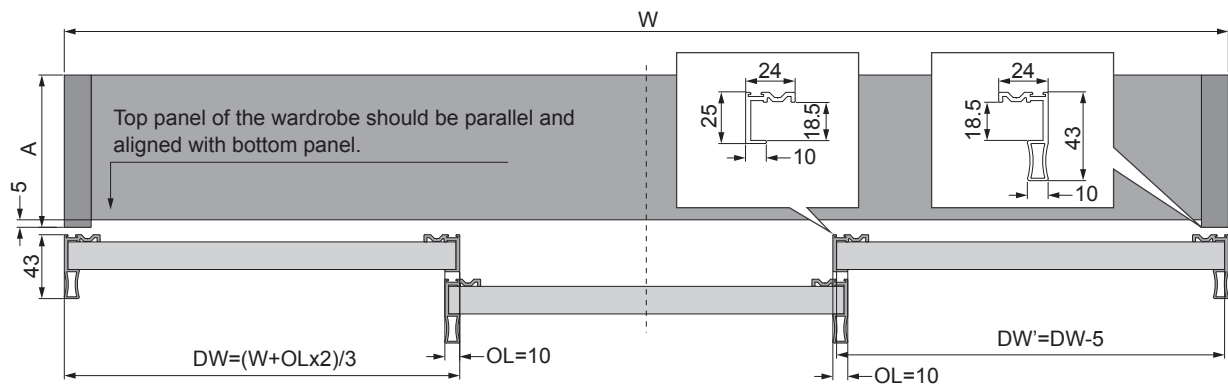 W
24
25
18.5
10
24
18.5
43
10
A
5
Top panel of the wardrobe should be parallel and
aligned with bottom panel.
43
DW=(W+OLx2)/3
OL=10
DW'=DW-5
OL=10